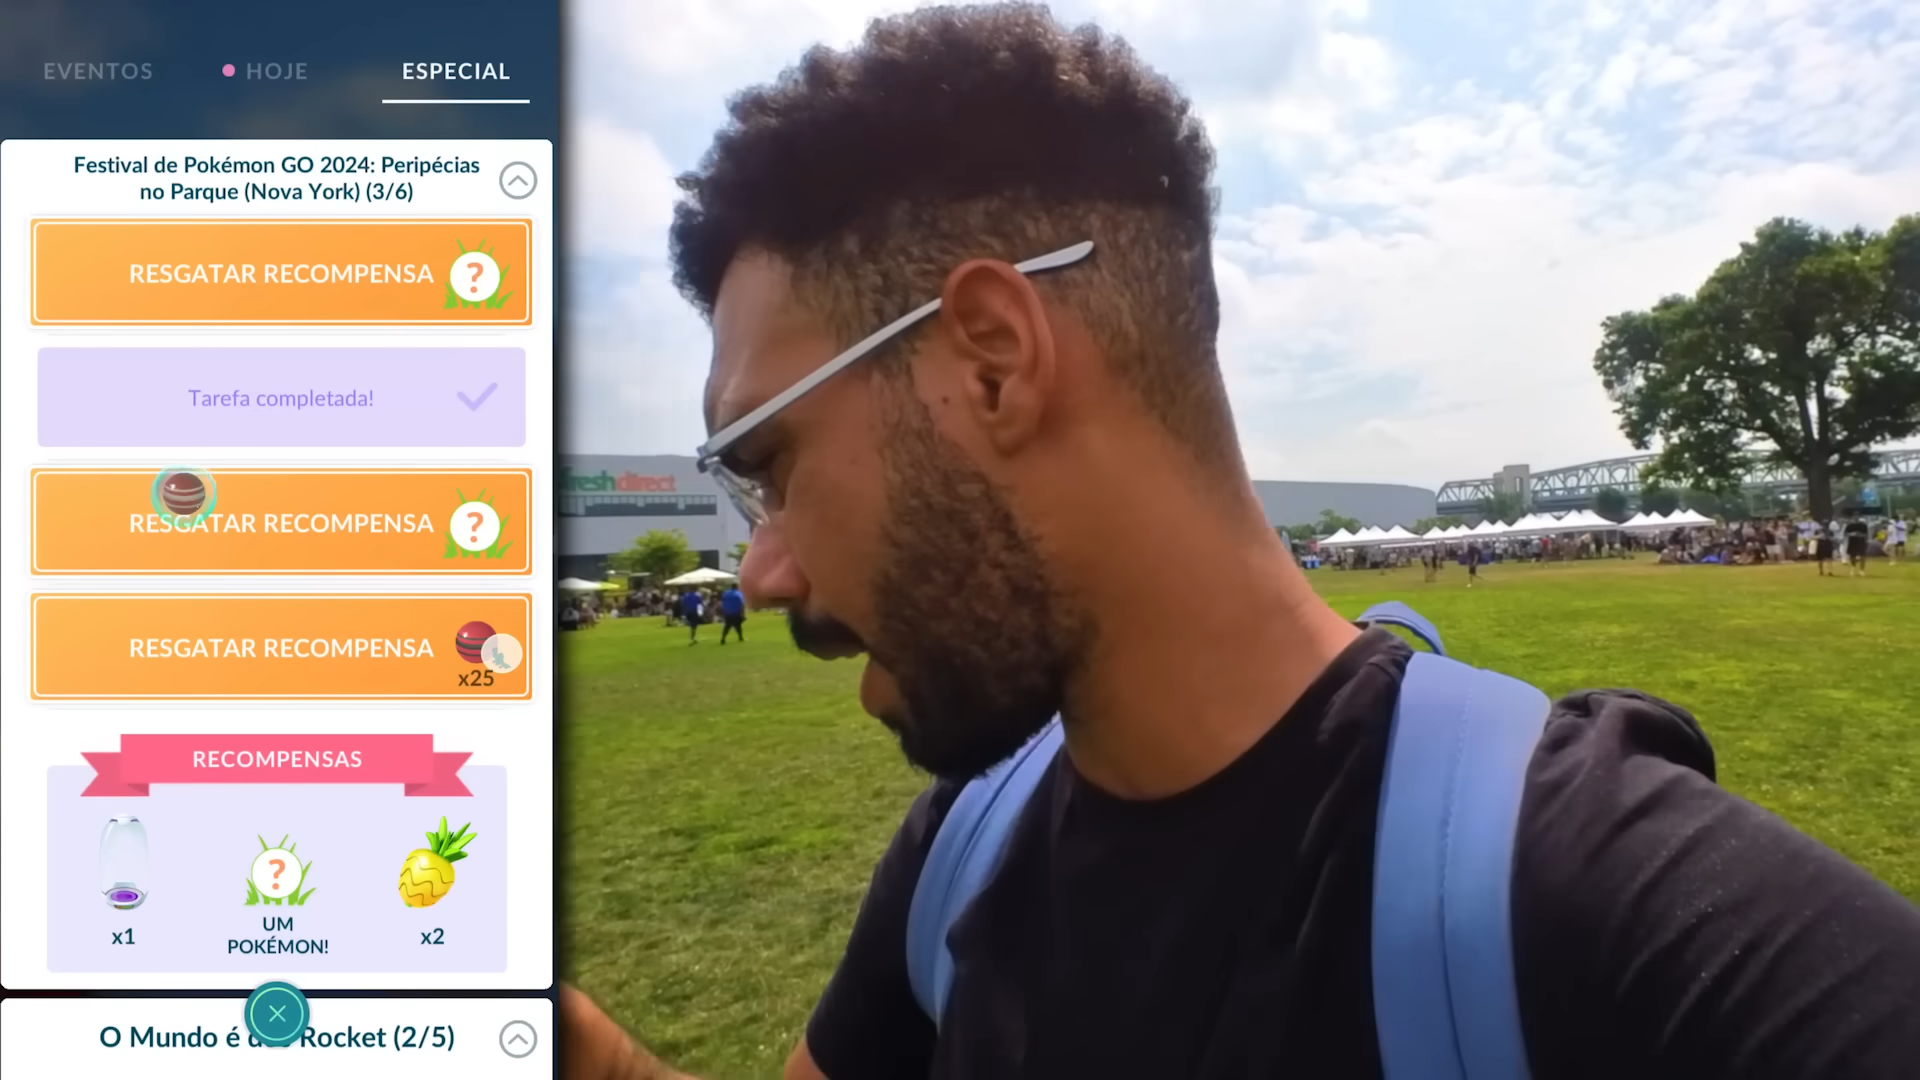 EVENTOS
HOJE
ESPECIAL
Festival de Pokémon GO 2024: Peripécias
no Parque (Nova York) (3/6)
RESGATAR RECOMPENSA
?
Tarefa completada!
RESGATAR RECOMPENSA
?
RESGATAR RECOMPENSA
x25
RECOMPENSAS
?
x1
UM
POKÉMON!
x2
O Mundo é Rocket (2/5)
freshdirect